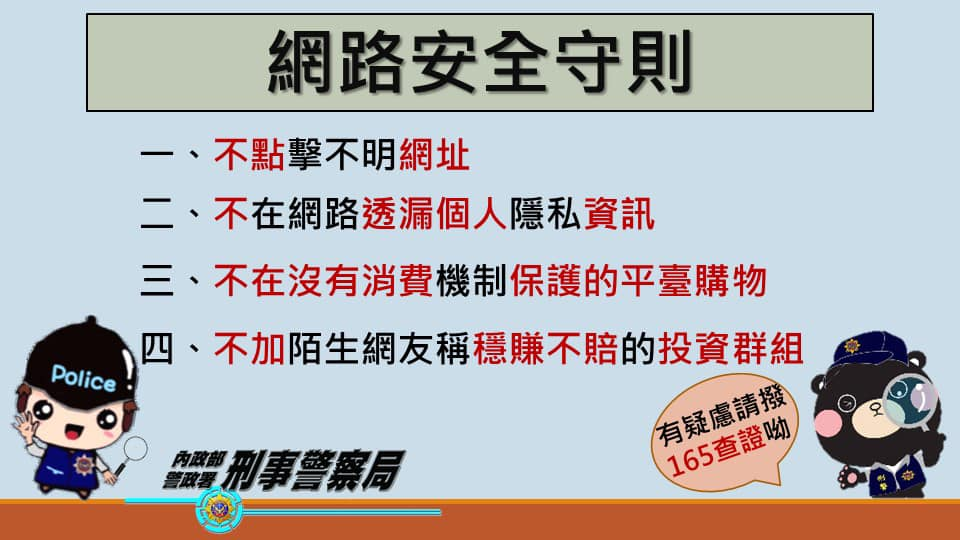 網路安全守則
一、不點擊不明網址
二、不在網路透漏個人隱私資訊
三、不在沒有消費機制保護的平臺購物
四、不加陌生網友稱穩賺不賠的投資群組
Police
有疑慮請撥
165查證呦
內政部
警政署
刑事警察局